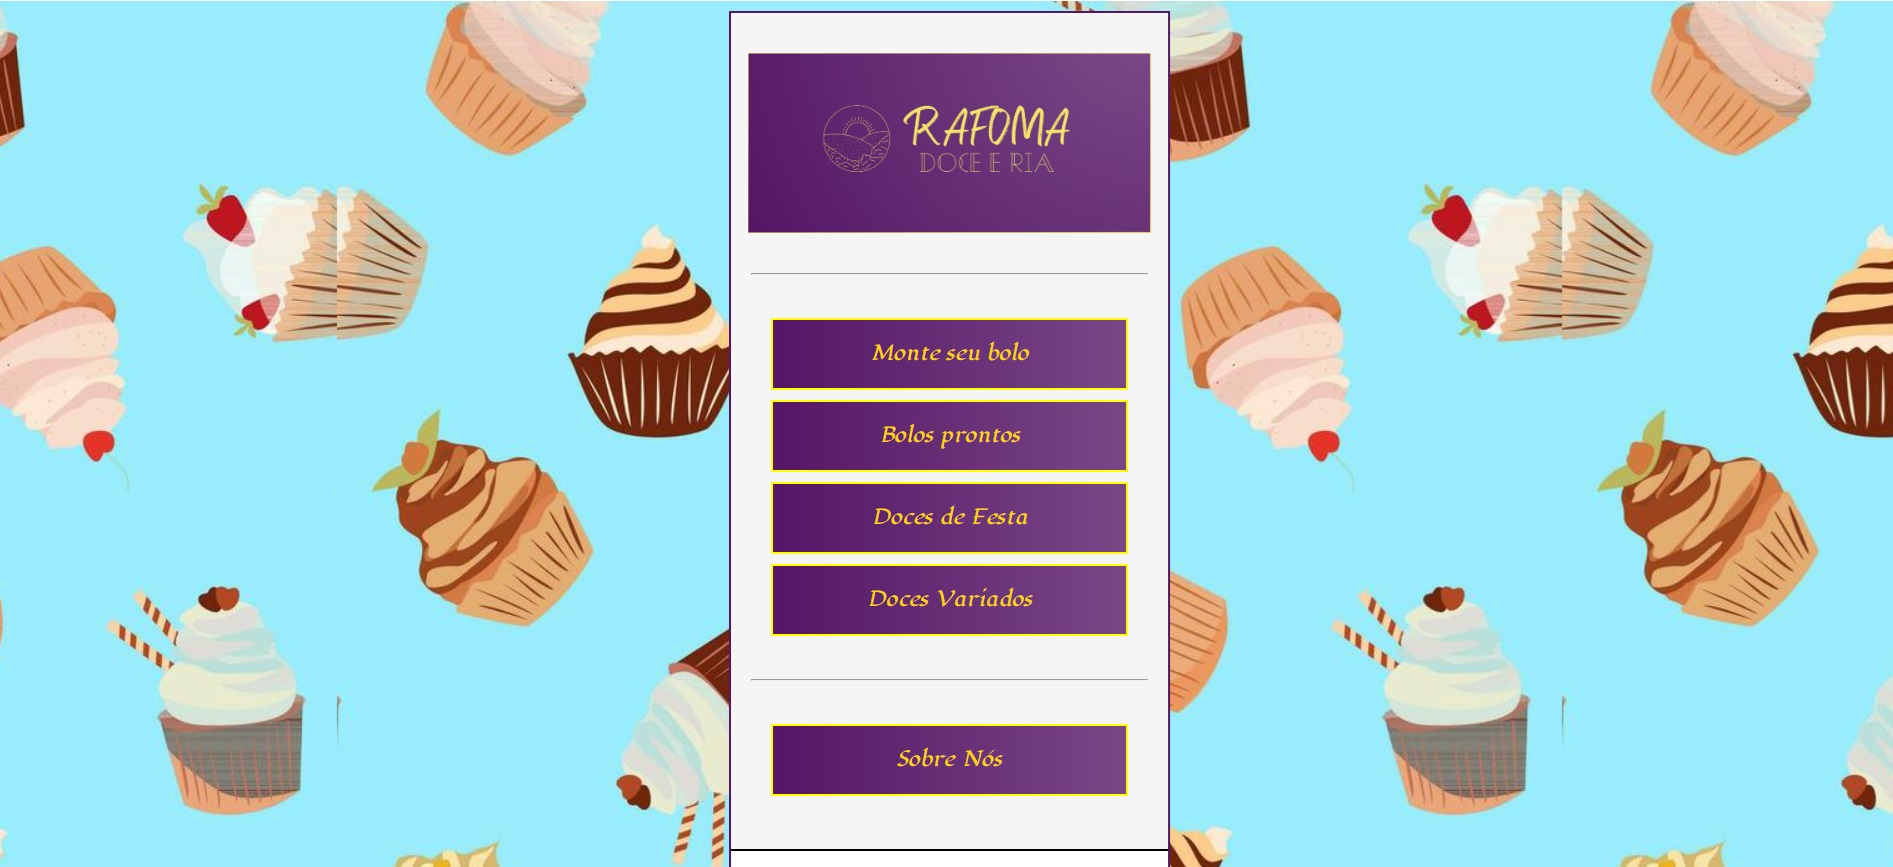 RAFOMA
DOCE E RIA
Monte seu bolo
Bolos prontos
Doces de Festa
Doces Variados
Sobre Nós